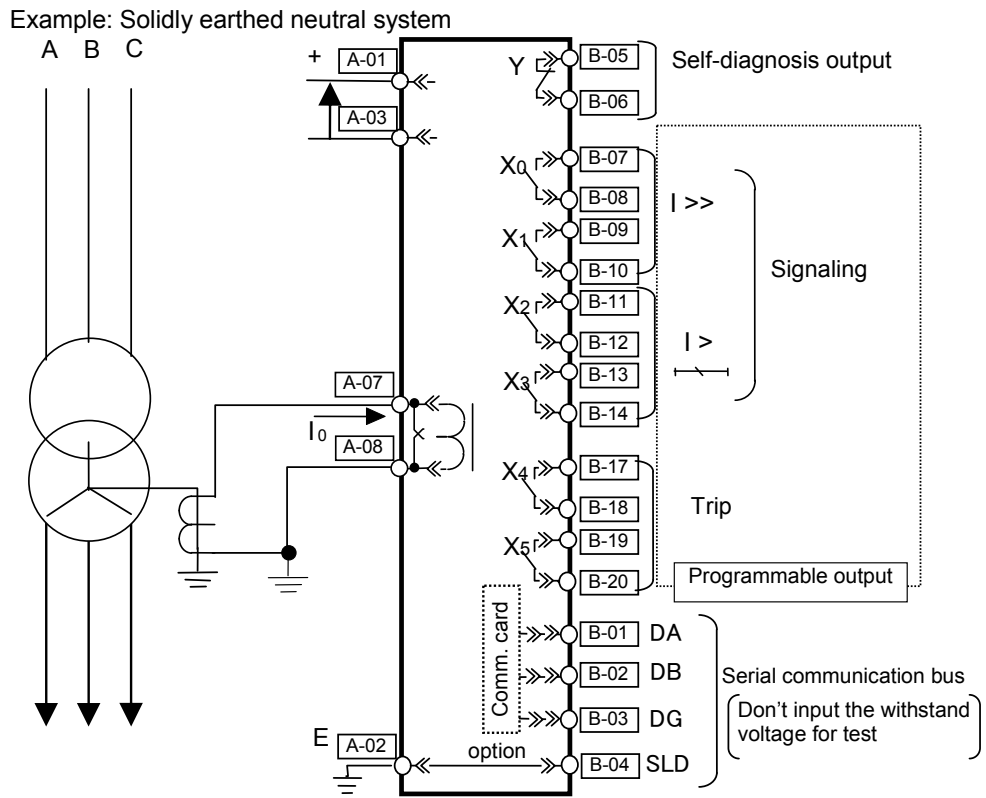 Example: Solidly earthed neutral system
A B C
+
A-01
A-03
Y
B-05
B-06
Self-diagnosis output
X0
B-07
B-08
I >>
X1
B-09
B-10
Signaling
X2
B-11
B-12
I >
X3
B-13
B-14
A-07
I0
A-08
X4
B-17
B-18
Trip
X5
B-19
B-20
Programmable output
Comm. card
B-01 DA
B-02 DB
B-03 DG
Serial communication bus
Don't input the withstand
voltage for test
E
A-02
option
B-04 SLD